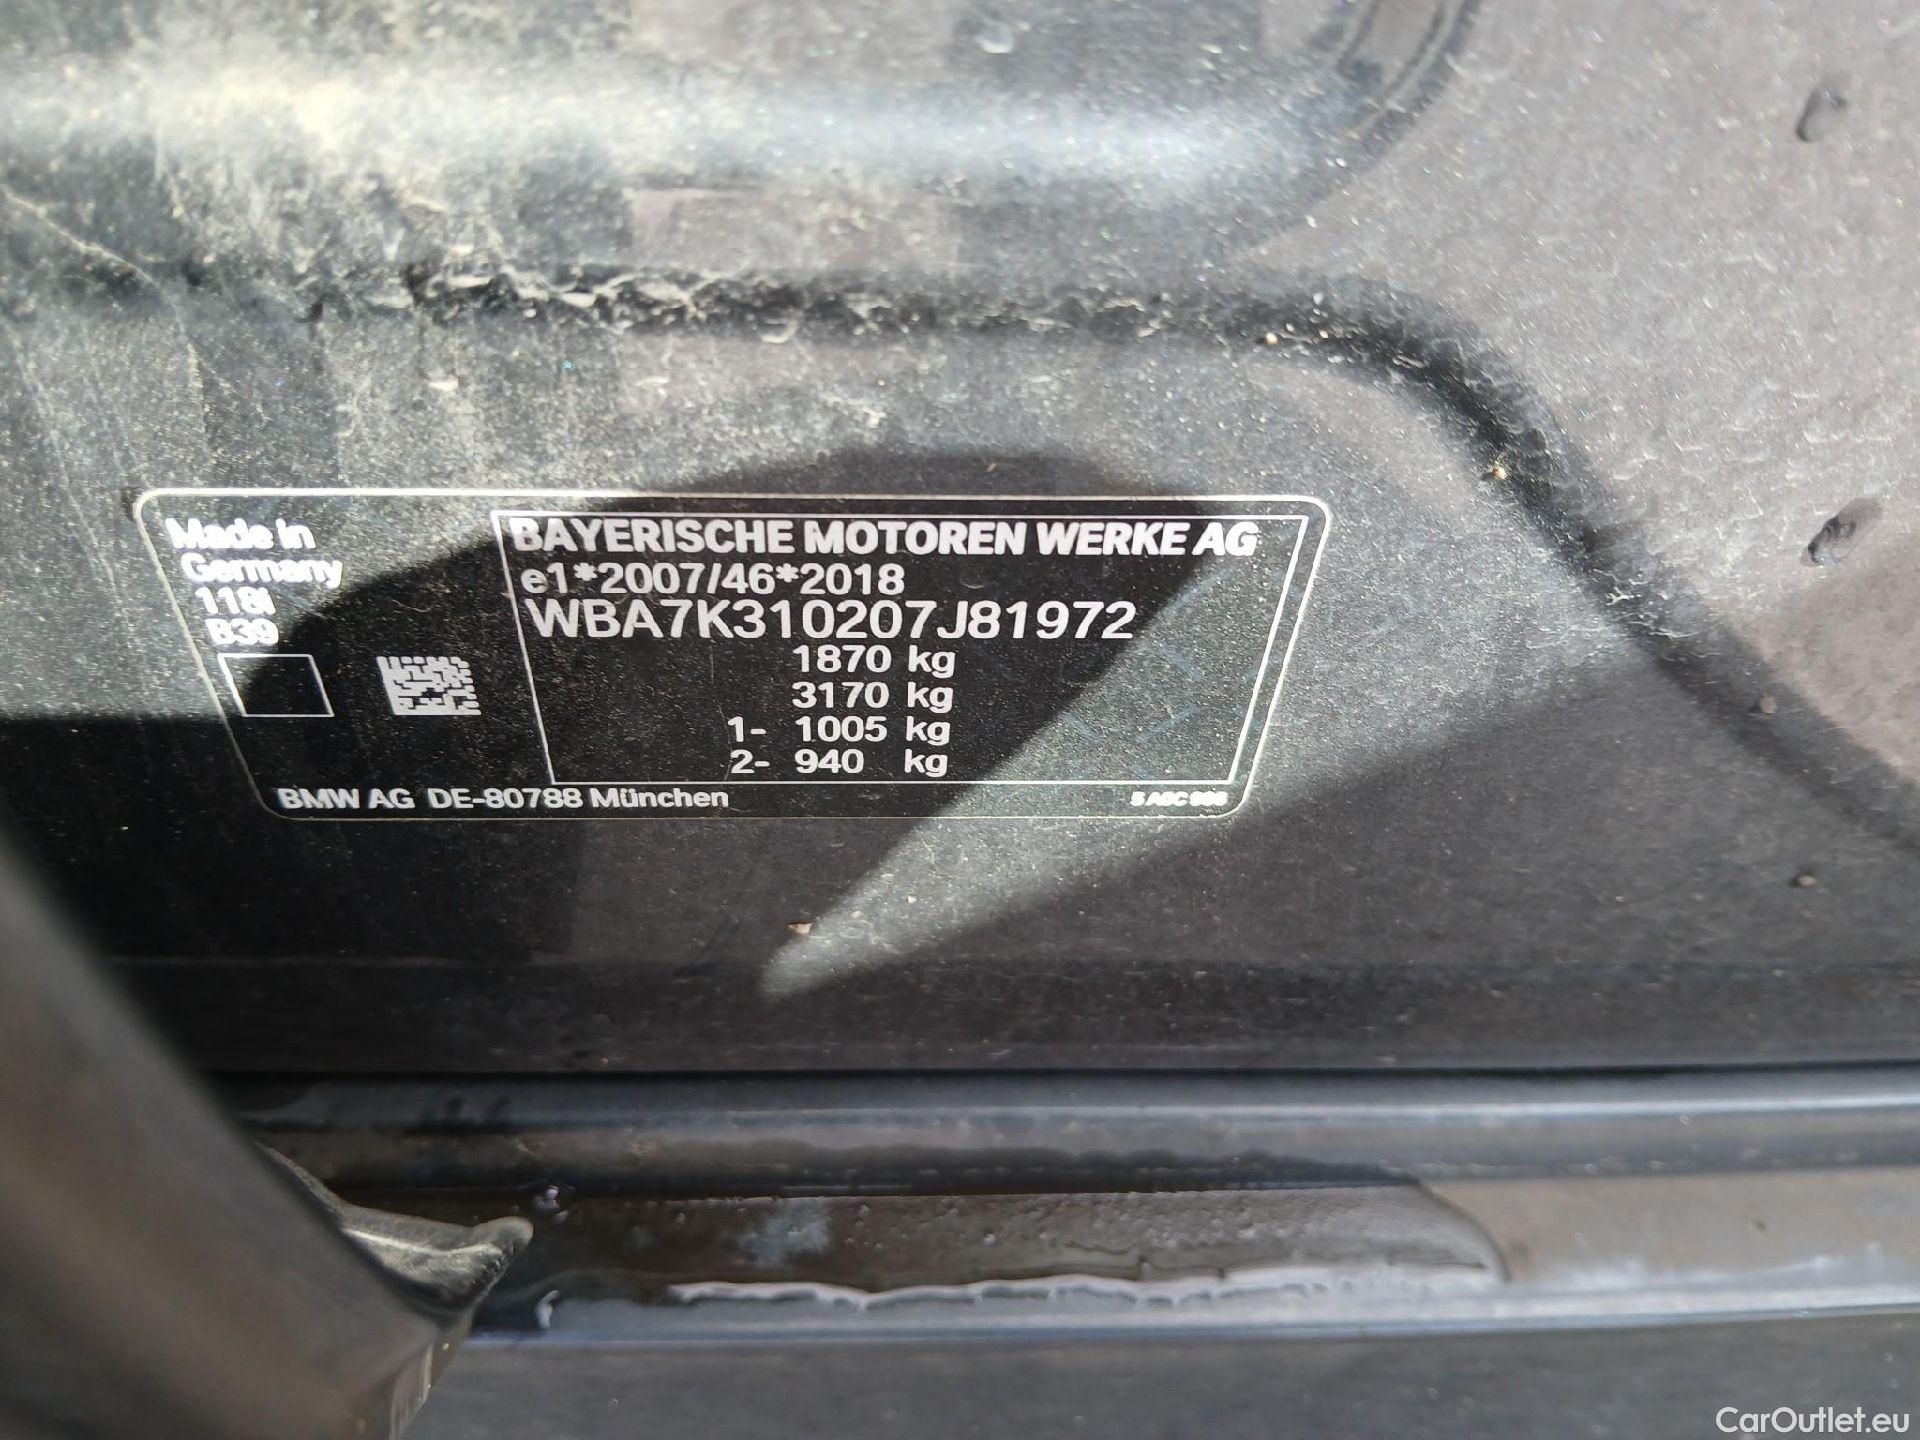 Made in
Germany
118i
B39
BAYERISCHE MOTOREN WERKE AG
e1*2007/46*2018
WBA7K310207J81972
1870 kg
3170 kg
1- 1005 kg
2- 940 kg
BMW AG DE-80788 München
CarOutlet.eu